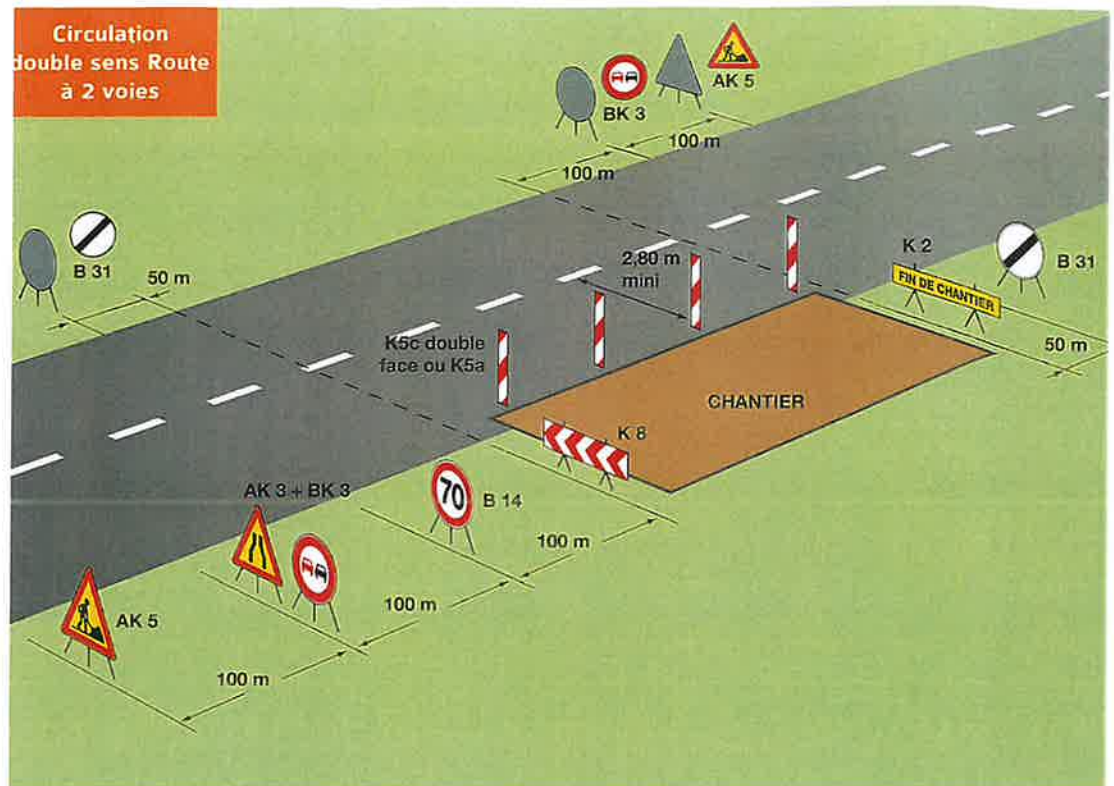 Circulation
double sens Route
à 2 voies
AK 5
BK 3
100 m
100 m
B 31
50 m
2,80 m
mini
K 2
FIN DE CHANTIER
B 31
50 m
K5c double
face ou K5a
CHANTIER
K 8
AK 3 + BK 3
70
B 14
100 m
AK 5
100 m
100 m